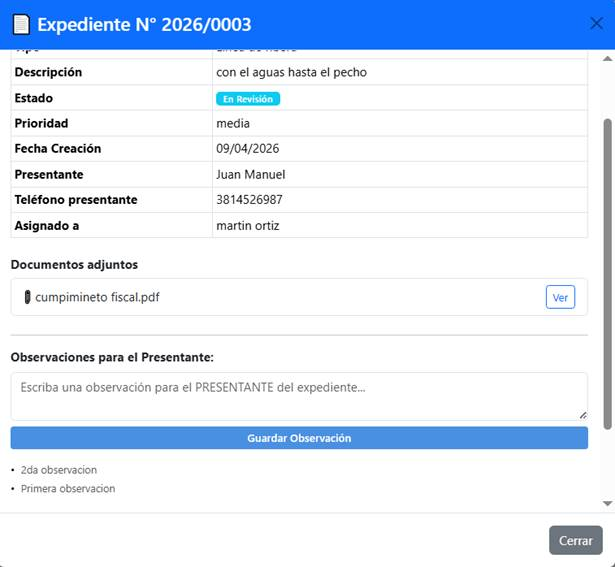 Expediente N° 2026/0003
Descripción con el aguas hasta el pecho
Estado En Revisión
Prioridad media
Fecha Creación 09/04/2026
Presentante Juan Manuel
Teléfono presentante 3814526987
Asignado a martin ortiz
Documentos adjuntos
cumpimineto fiscal.pdf Ver
Observaciones para el Presentante:
Escriba una observación para el PRESENTANTE del expediente...
Guardar Observación
• 2da observacion
• Primera observacion
Cerrar